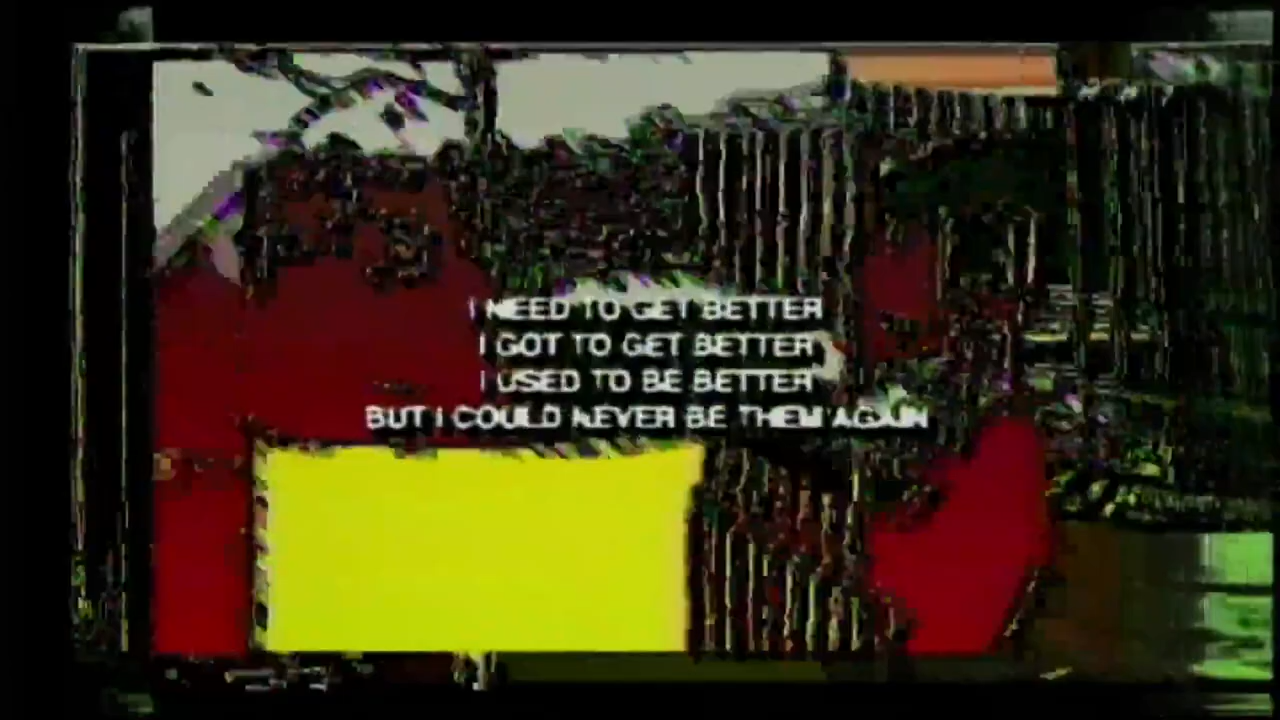 I NEED TO GET BETTER
I GOT TO GET BETTER
I USED TO BE BETTER
BUT I COULD NEVER BE THEM AGAIN